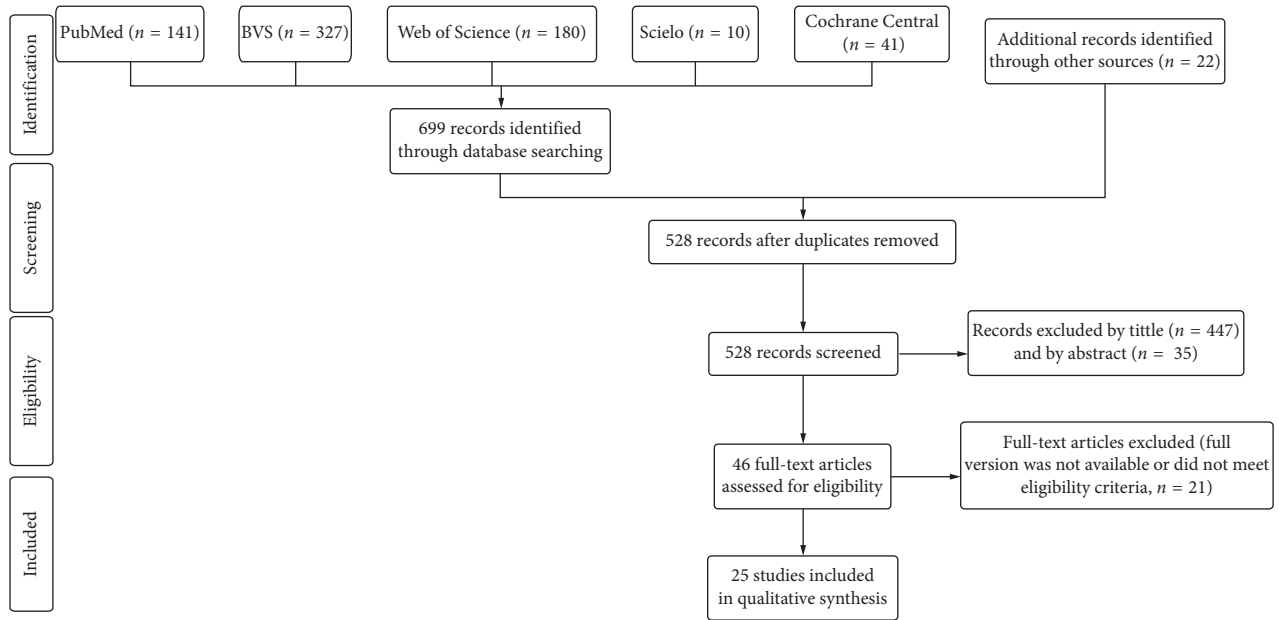 Identification
PubMed (n = 141)
BVS (n = 327)
Web of Science (n = 180)
Scielo (n = 10)
Cochrane Central
(n = 41)
Additional records identified
through other sources (n = 22)
699 records identified
through database searching
Screening
528 records after duplicates removed
Eligibility
528 records screened
Records excluded by tittle (n = 447)
and by abstract (n = 35)
46 full-text articles
assessed for eligibility
Full-text articles excluded (full
version was not available or did not meet
eligibility criteria, n = 21)
Included
25 studies included
in qualitative synthesis